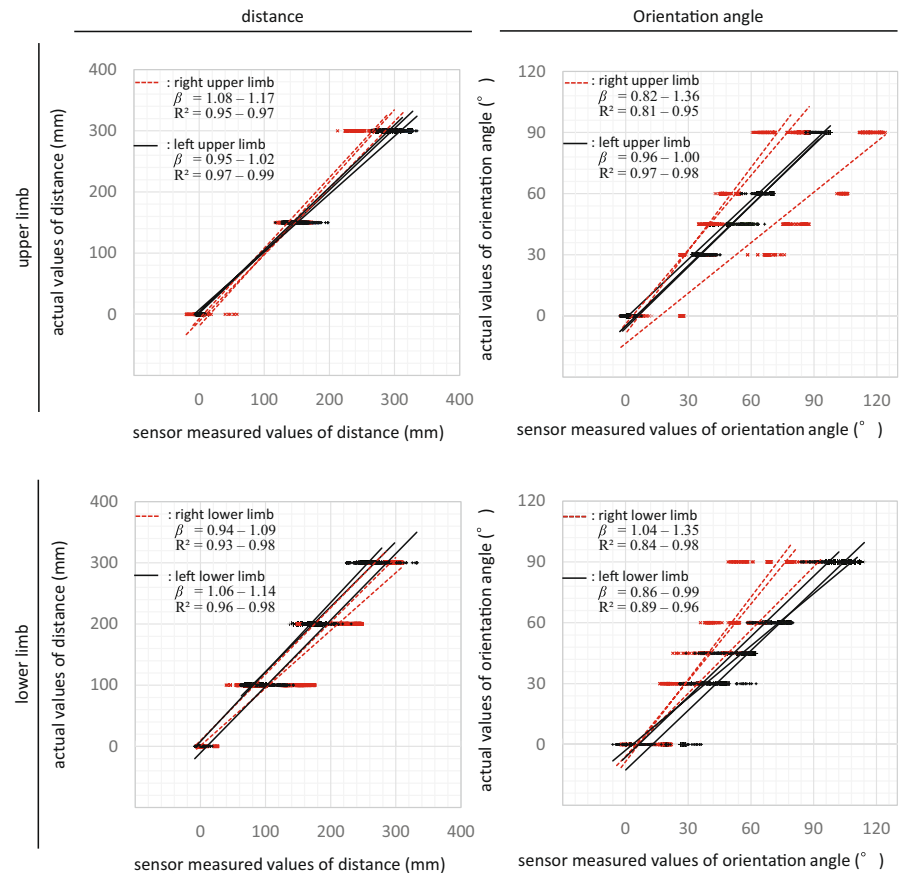 distance
Orientation angle
upper limb
400
300
200
100
0
0
100
200
300
400
actual values of distance (mm)
sensor measured values of distance (mm)
: right upper limb
β = 1.08 – 1.17
R² = 0.95 – 0.97
: left upper limb
β = 0.95 – 1.02
R² = 0.97 – 0.99
120
90
60
30
0
0
30
60
90
120
actual values of orientation angle (°)
sensor measured values of orientation angle (°)
: right upper limb
β = 0.82 – 1.36
R² = 0.81 – 0.95
: left upper limb
β = 0.96 – 1.00
R² = 0.97 – 0.98
lower limb
400
300
200
100
0
0
100
200
300
400
actual values of distance (mm)
sensor measured values of distance (mm)
: right lower limb
β = 0.94 – 1.09
R² = 0.93 – 0.98
: left lower limb
β = 1.06 – 1.14
R² = 0.96 – 0.98
120
90
60
30
0
0
30
60
90
120
actual values of orientation angle (°)
sensor measured values of orientation angle (°)
: right lower limb
β = 1.04 – 1.35
R² = 0.84 – 0.98
: left lower limb
β = 0.86 – 0.99
R² = 0.89 – 0.96